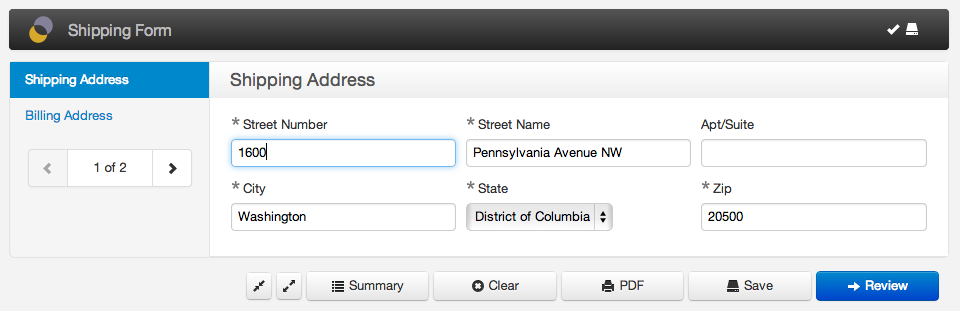 Shipping Form
Shipping Address
Billing Address
1 of 2
Shipping Address
* Street Number * Street Name Apt/Suite
1600 Pennsylvania Avenue NW
* City * State * Zip
Washington District of Columbia 20500
Summary Clear PDF Save Review